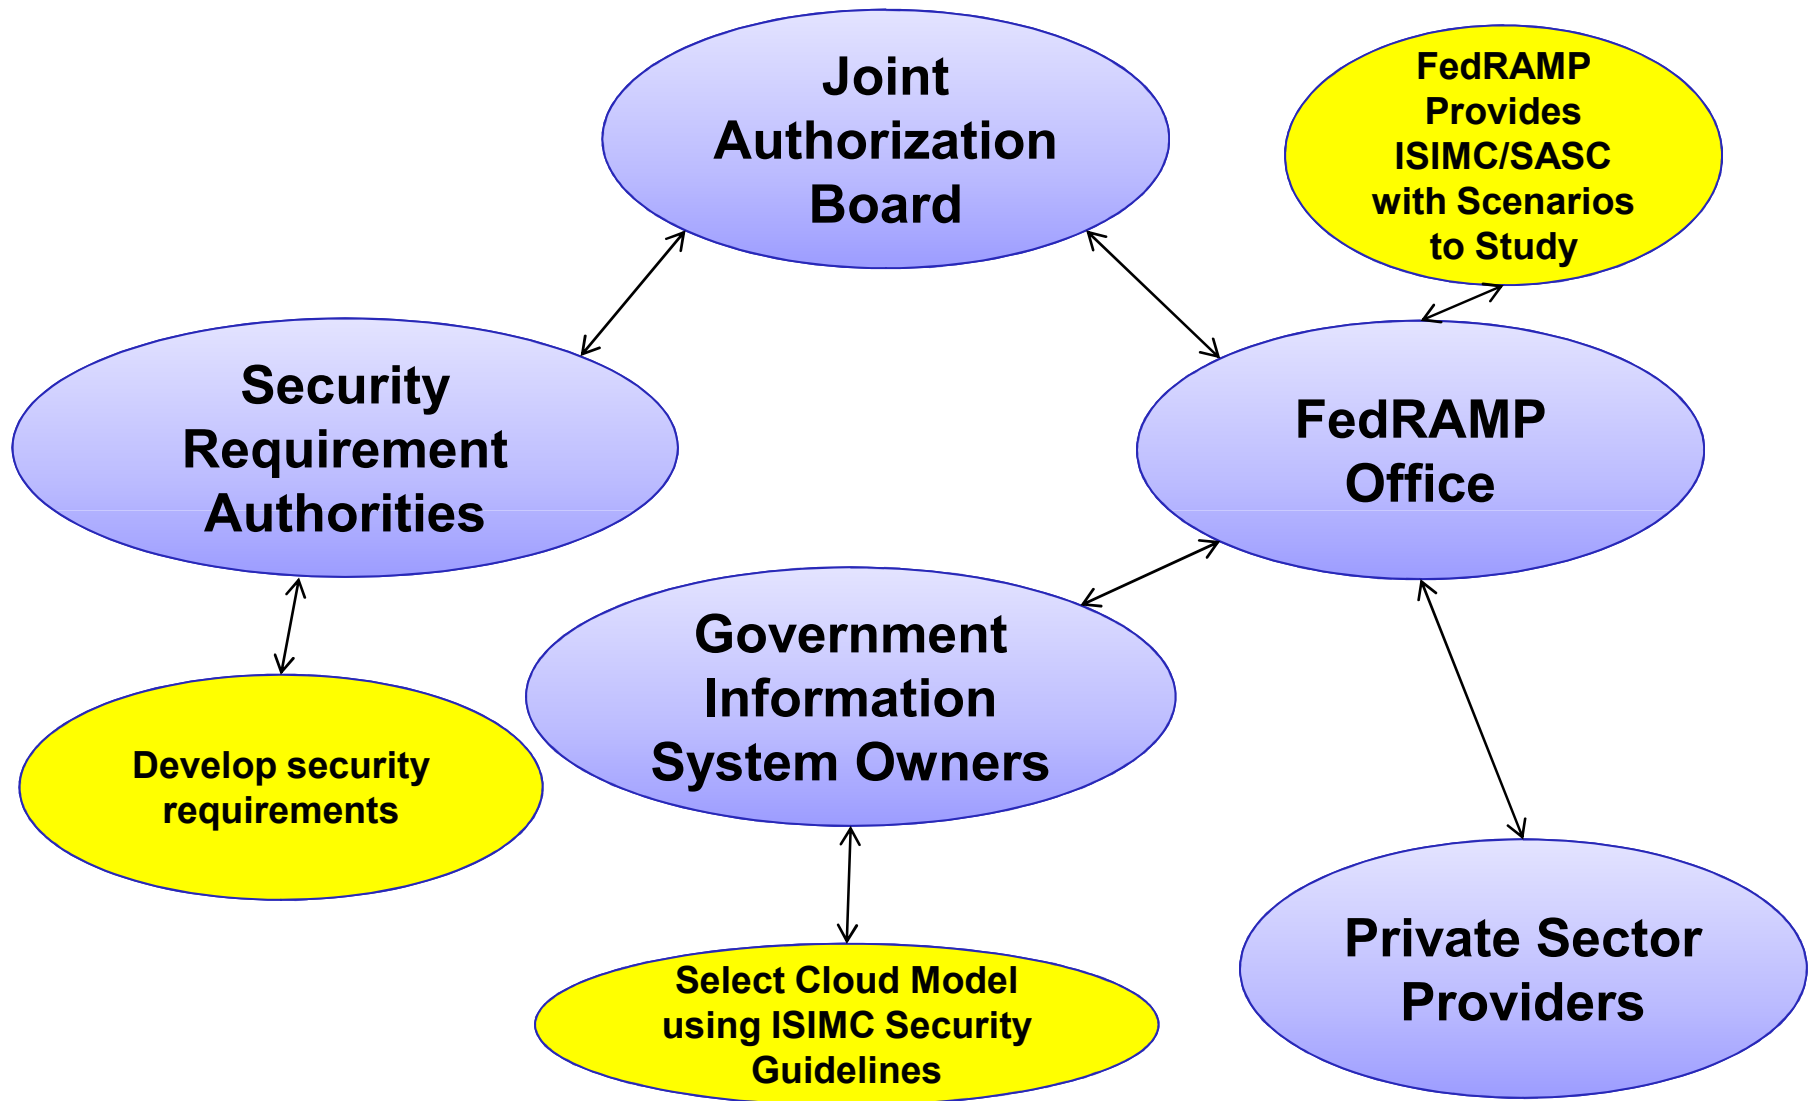 Joint
Authorization
Board
FedRAMP
Provides
ISIMC/SASC
with Scenarios
to Study
Security
Requirement
Authorities
FedRAMP
Office
Government
Information
System Owners
Develop security
requirements
Private Sector
Providers
Select Cloud Model
using ISIMC Security
Guidelines